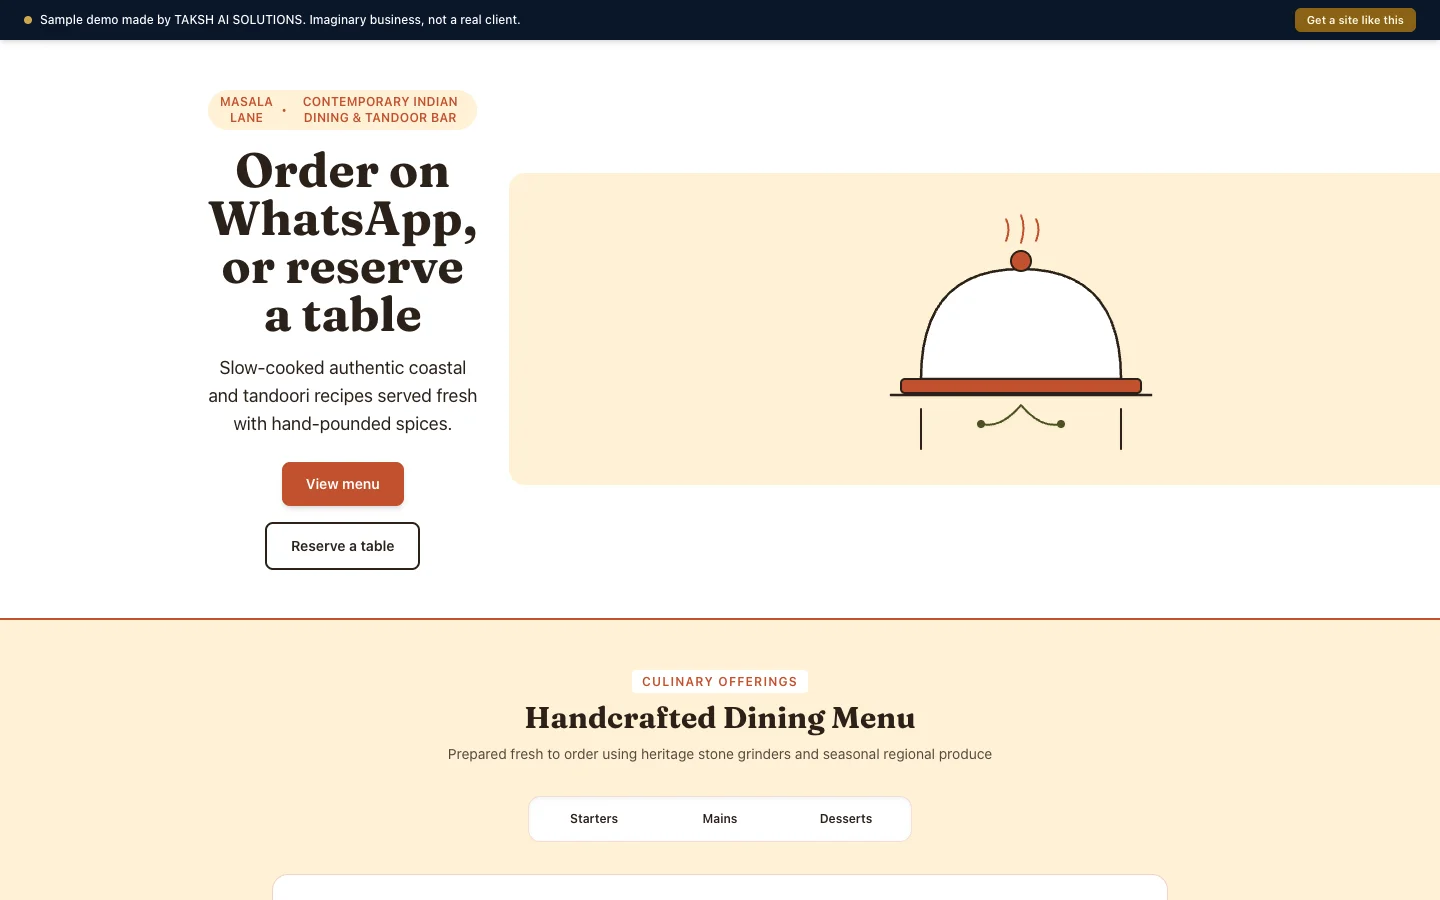 Sample demo made by TAKSH AI SOLUTIONS. Imaginary business, not a real client.
Get a site like this
MASALA LANE • CONTEMPORARY INDIAN DINING & TANDOOR BAR
Order on
WhatsApp,
or reserve
a table
Slow-cooked authentic coastal
and tandoori recipes served fresh
with hand-pounded spices.
View menu
Reserve a table
CULINARY OFFERINGS
Handcrafted Dining Menu
Prepared fresh to order using heritage stone grinders and seasonal regional produce
Starters
Mains
Desserts